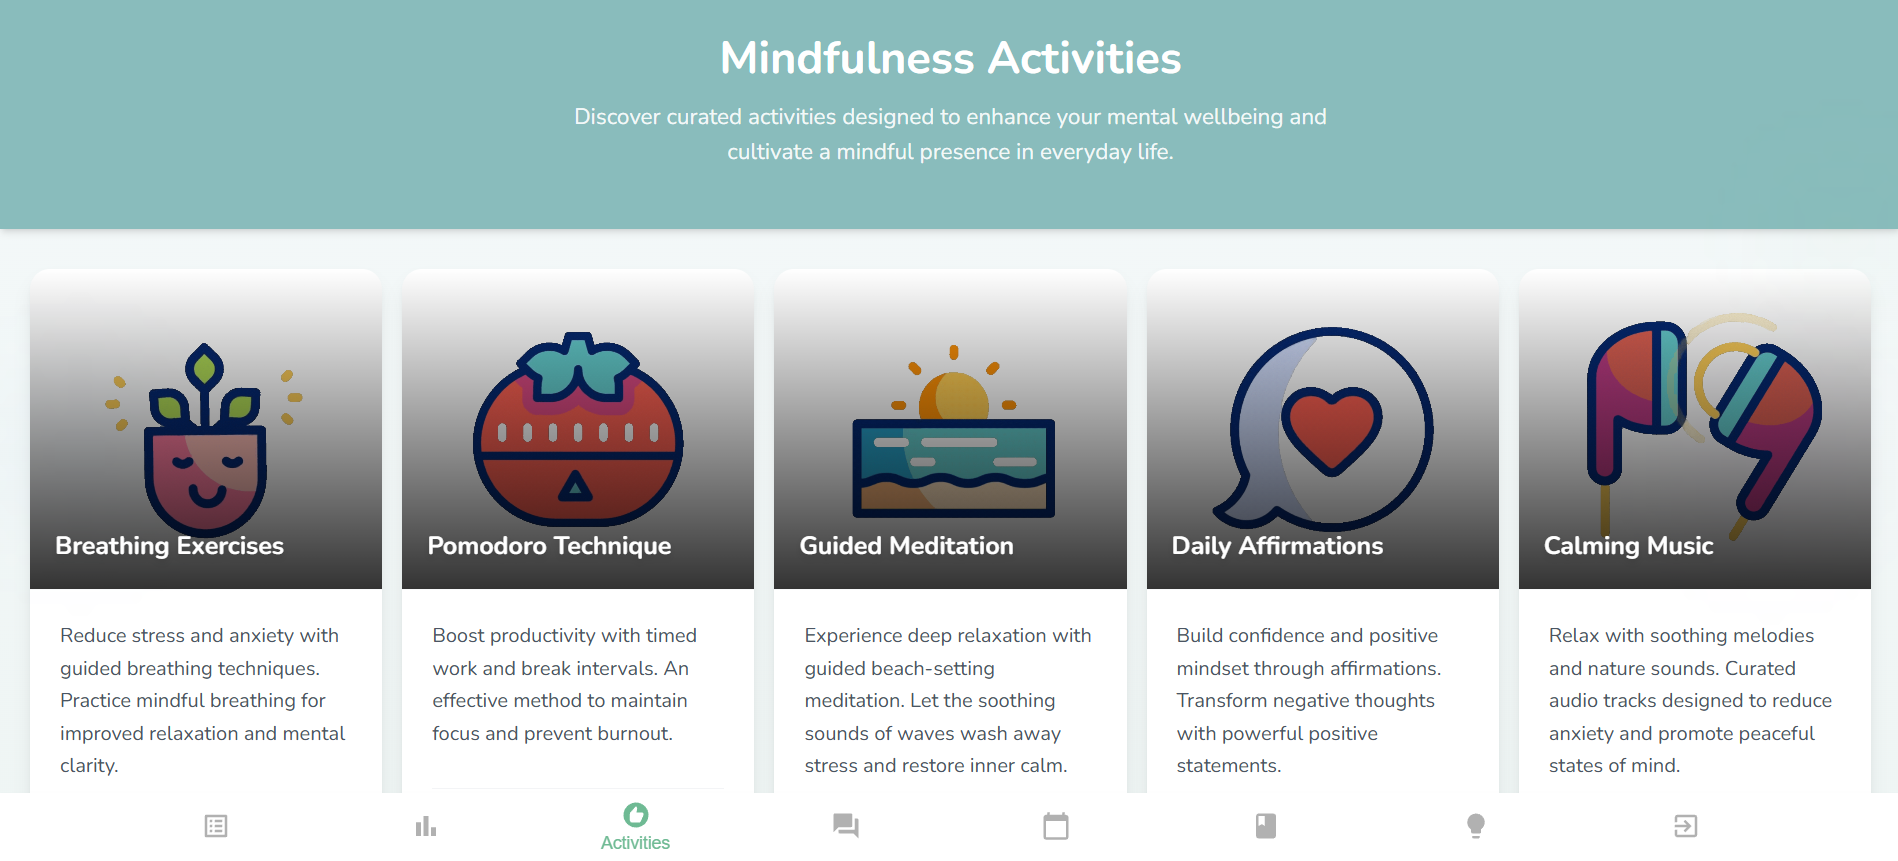 Mindfulness Activities
Discover curated activities designed to enhance your mental wellbeing and
cultivate a mindful presence in everyday life.
Breathing Exercises
Reduce stress and anxiety with
guided breathing techniques.
Practice mindful breathing for
improved relaxation and mental
clarity.
Pomodoro Technique
Boost productivity with timed
work and break intervals. An
effective method to maintain
focus and prevent burnout.
Guided Meditation
Experience deep relaxation with
guided beach-setting
meditation. Let the soothing
sounds of waves wash away
stress and restore inner calm.
Daily Affirmations
Build confidence and positive
mindset through affirmations.
Transform negative thoughts
with powerful positive
statements.
Calming Music
Relax with soothing melodies
and nature sounds. Curated
audio tracks designed to reduce
anxiety and promote peaceful
states of mind.
Activities